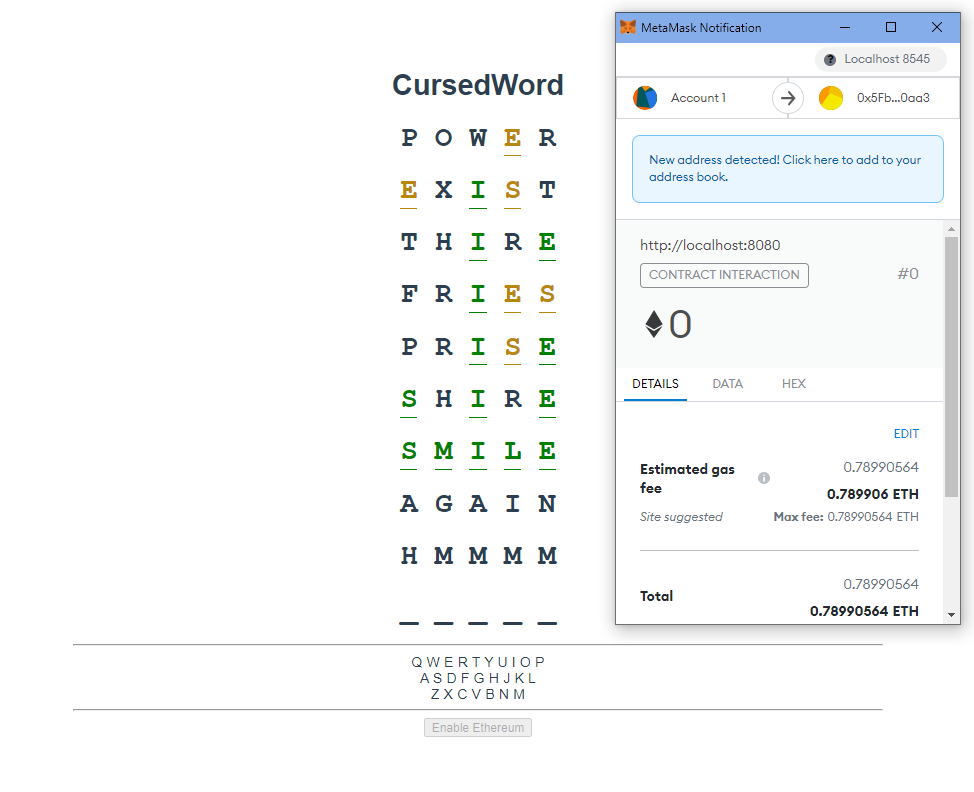 CursedWord
P O W E R
E X I S T
T H I R E
F R I E S
P R I S E
S H I R E
S M I L E
A G A I N
H M M M M
_ _ _ _ _
Q W E R T Y U I O P
A S D F G H J K L
Z X C V B N M
Enable Ethereum
MetaMask Notification
? Localhost 8545
Account 1 → 0x5Fb...0aa3
New address detected! Click here to add to your
address book.
http://localhost:8080
CONTRACT INTERACTION #0
0
DETAILS DATA HEX
EDIT
Estimated gas fee i 0.78990564
0.789906 ETH
Site suggested Max fee: 0.78990564 ETH
Total 0.78990564
0.78990564 ETH